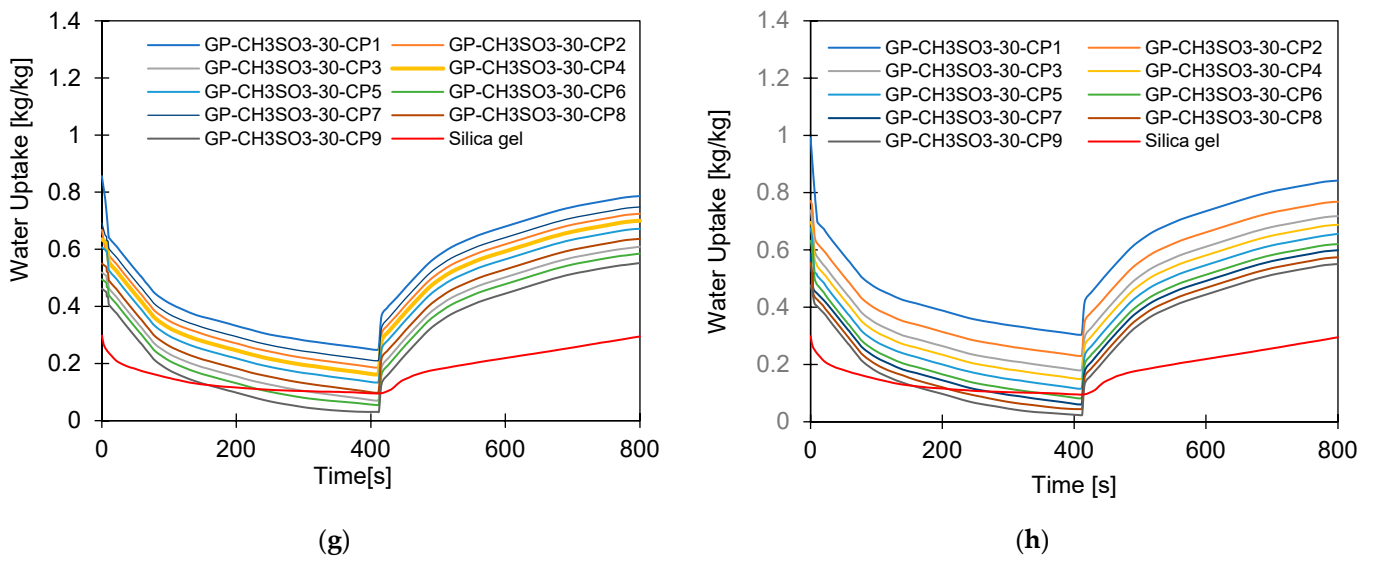 1.4
1.2
1
0.8
0.6
0.4
0.2
0
Water Uptake [kg/kg]
GP-CH3SO3-30-CP1 GP-CH3SO3-30-CP2
GP-CH3SO3-30-CP3 GP-CH3SO3-30-CP4
GP-CH3SO3-30-CP5 GP-CH3SO3-30-CP6
GP-CH3SO3-30-CP7 GP-CH3SO3-30-CP8
GP-CH3SO3-30-CP9 Silica gel
0 200 400 600 800
Time[s]
(g)
1.4
1.2
1
0.8
0.6
0.4
0.2
0
Water Uptake [kg/kg]
GP-CH3SO3-30-CP1 GP-CH3SO3-30-CP2
GP-CH3SO3-30-CP3 GP-CH3SO3-30-CP4
GP-CH3SO3-30-CP5 GP-CH3SO3-30-CP6
GP-CH3SO3-30-CP7 GP-CH3SO3-30-CP8
GP-CH3SO3-30-CP9 Silica gel
0 200 400 600 800
Time [s]
(h)